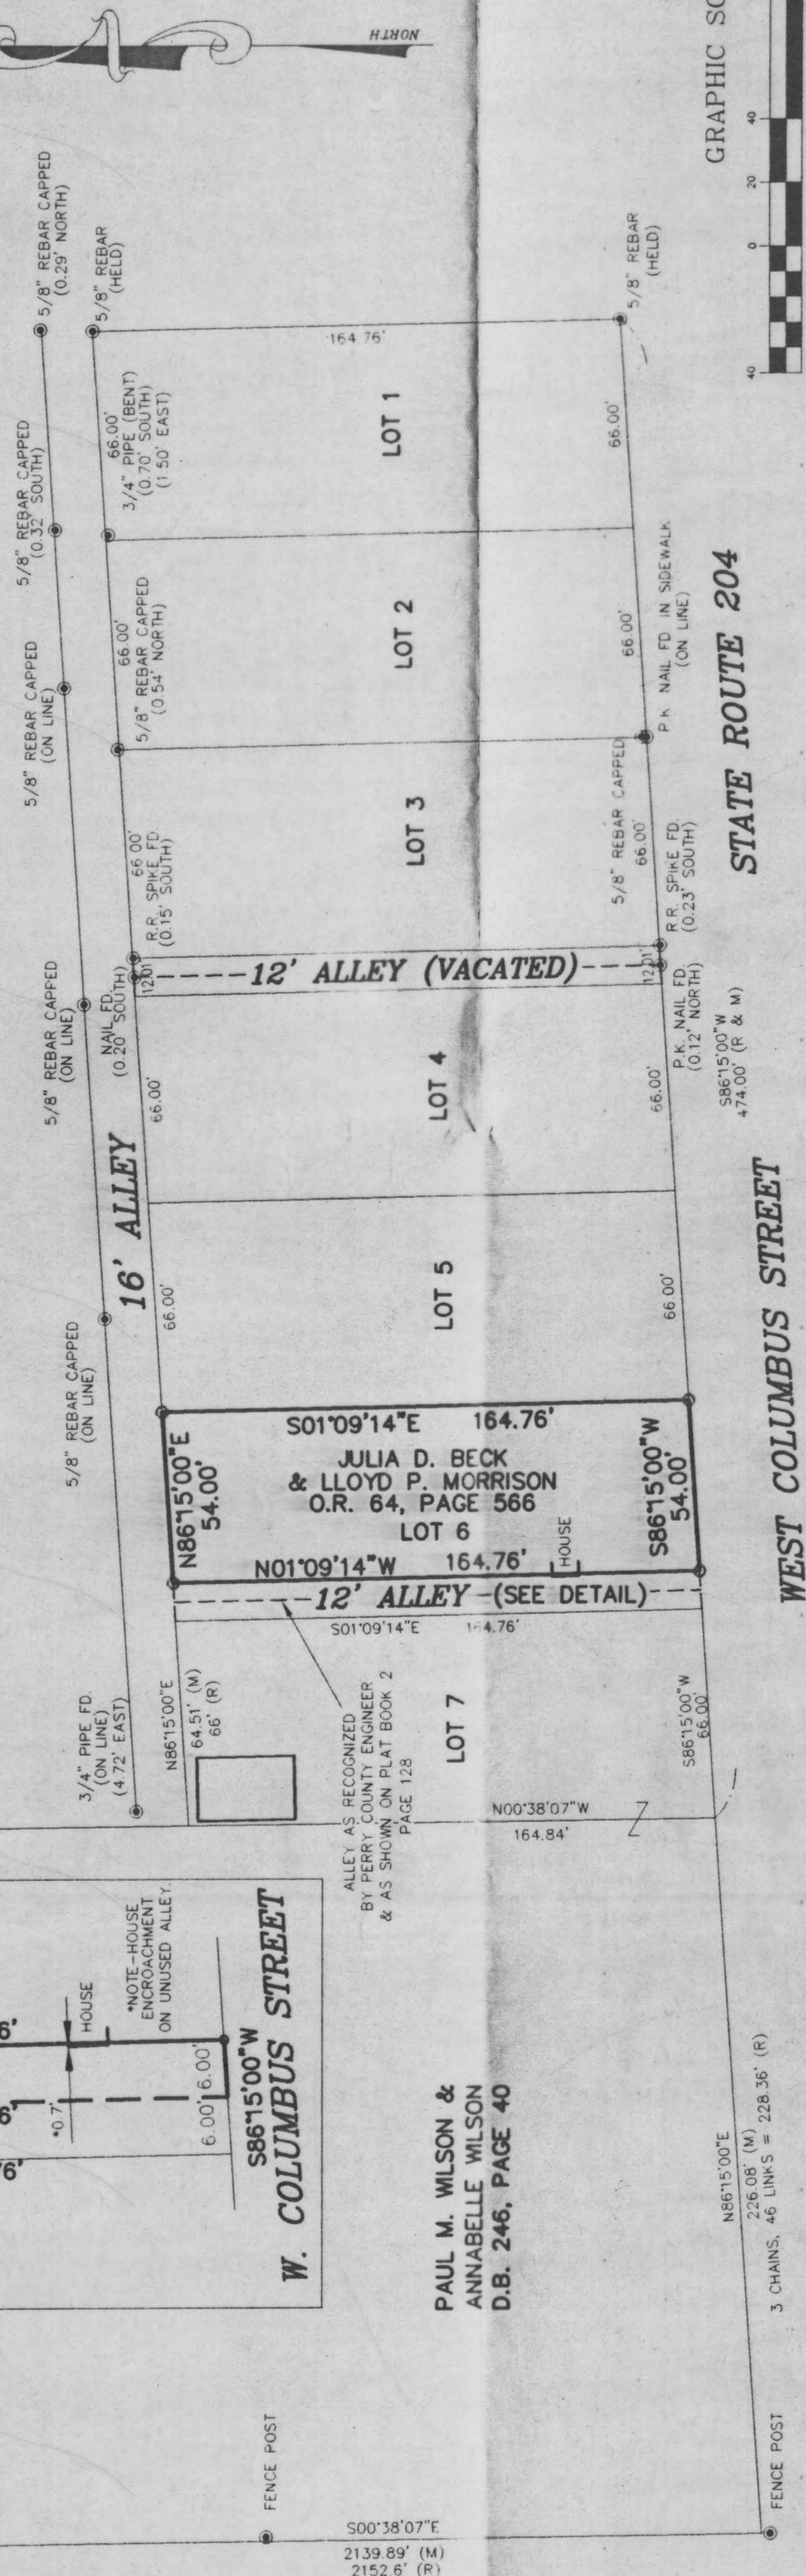 NORTH
GRAPHIC SC
40
20
0
40
5/8" REBAR CAPPED
(0.29' NORTH)
5/8" REBAR
(HELD)
5/8" REBAR
(HELD)
164.76'
66.00'
3/4" PIPE (BENT)
(0.70' SOUTH)
(1.50' EAST)
LOT 1
66.00'
5/8" REBAR CAPPED
(0.32' SOUTH)
66.00'
5/8" REBAR CAPPED
(0.54' NORTH)
LOT 2
66.00'
P.K. NAIL FD IN SIDEWALK
(ON LINE)
5/8" REBAR CAPPED
(ON LINE)
66.00'
R.R. SPIKE FD.
(0.15' SOUTH)
LOT 3
5/8" REBAR CAPPED
66.00'
R.R. SPIKE FD.
(0.23' SOUTH)
STATE ROUTE 204
12.01'
12' ALLEY (VACATED)
12.01'
5/8" REBAR CAPPED
(ON LINE)
NAIL FD.
(0.20' SOUTH)
P.K. NAIL FD.
(0.12' NORTH)
S86°15'00"W
474.00' (R & M)
66.00'
LOT 4
66.00'
16' ALLEY
66.00'
LOT 5
66.00'
WEST COLUMBUS STREET
5/8" REBAR CAPPED
(ON LINE)
N86°15'00"E
54.00'
S01°09'14"E 164.76'
JULIA D. BECK
& LLOYD P. MORRISON
O.R. 64, PAGE 566
LOT 6
HOUSE
N01°09'14"W 164.76'
S86°15'00"W
54.00'
12' ALLEY (SEE DETAIL)
S01°09'14"E 164.76'
3/4" PIPE FD.
(ON LINE)
(4.72' EAST)
N86°15'00"E
64.51' (M)
66' (R)
ALLEY AS RECOGNIZED
BY PERRY COUNTY ENGINEER
& AS SHOWN ON PLAT BOOK 2
PAGE 128
LOT 7
S86°15'00"W
66.00'
N00°38'07"W
164.84'
HOUSE
*NOTE-HOUSE
ENCROACHMENT
ON UNUSED ALLEY.
*0.7'
6.00'
6.00'
S86°15'00"W
W. COLUMBUS STREET
PAUL M. WILSON &
ANNABELLE WILSON
D.B. 246, PAGE 40
N86°15'00"E
226.08' (M)
3 CHAINS, 46 LINKS = 228.36' (R)
FENCE POST
FENCE POST
S00°38'07"E
2139.89' (M)
2152.6' (R)